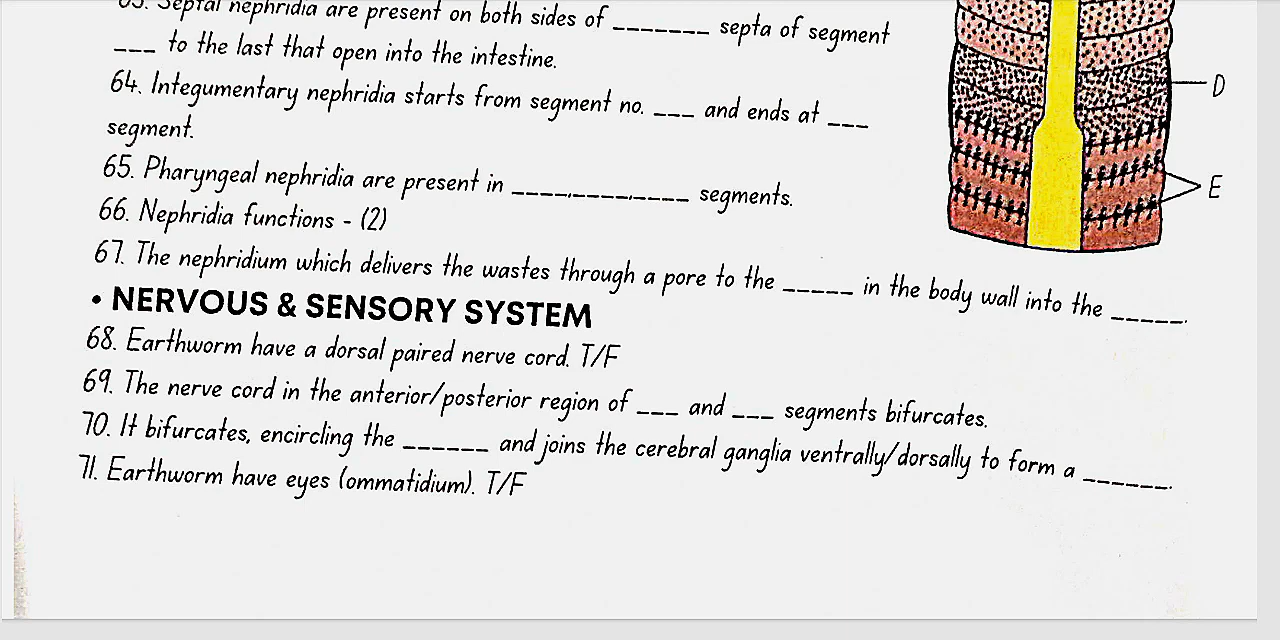 63. Septal nephridia are present on both sides of _______ septa of segment
___ to the last that open into the intestine.
64. Integumentary nephridia starts from segment no. ___ and ends at ___
segment.
65. Pharyngeal nephridia are present in ____,____,____ segments.
66. Nephridia functions - (2)
67. The nephridium which delivers the wastes through a pore to the _____ in the body wall into the _____.
• NERVOUS & SENSORY SYSTEM
68. Earthworm have a dorsal paired nerve cord. T/F
69. The nerve cord in the anterior/posterior region of ___ and ___ segments bifurcates.
70. It bifurcates, encircling the ______ and joins the cerebral ganglia ventrally/dorsally to form a ______.
71. Earthworm have eyes (ommatidium). T/F
D
E